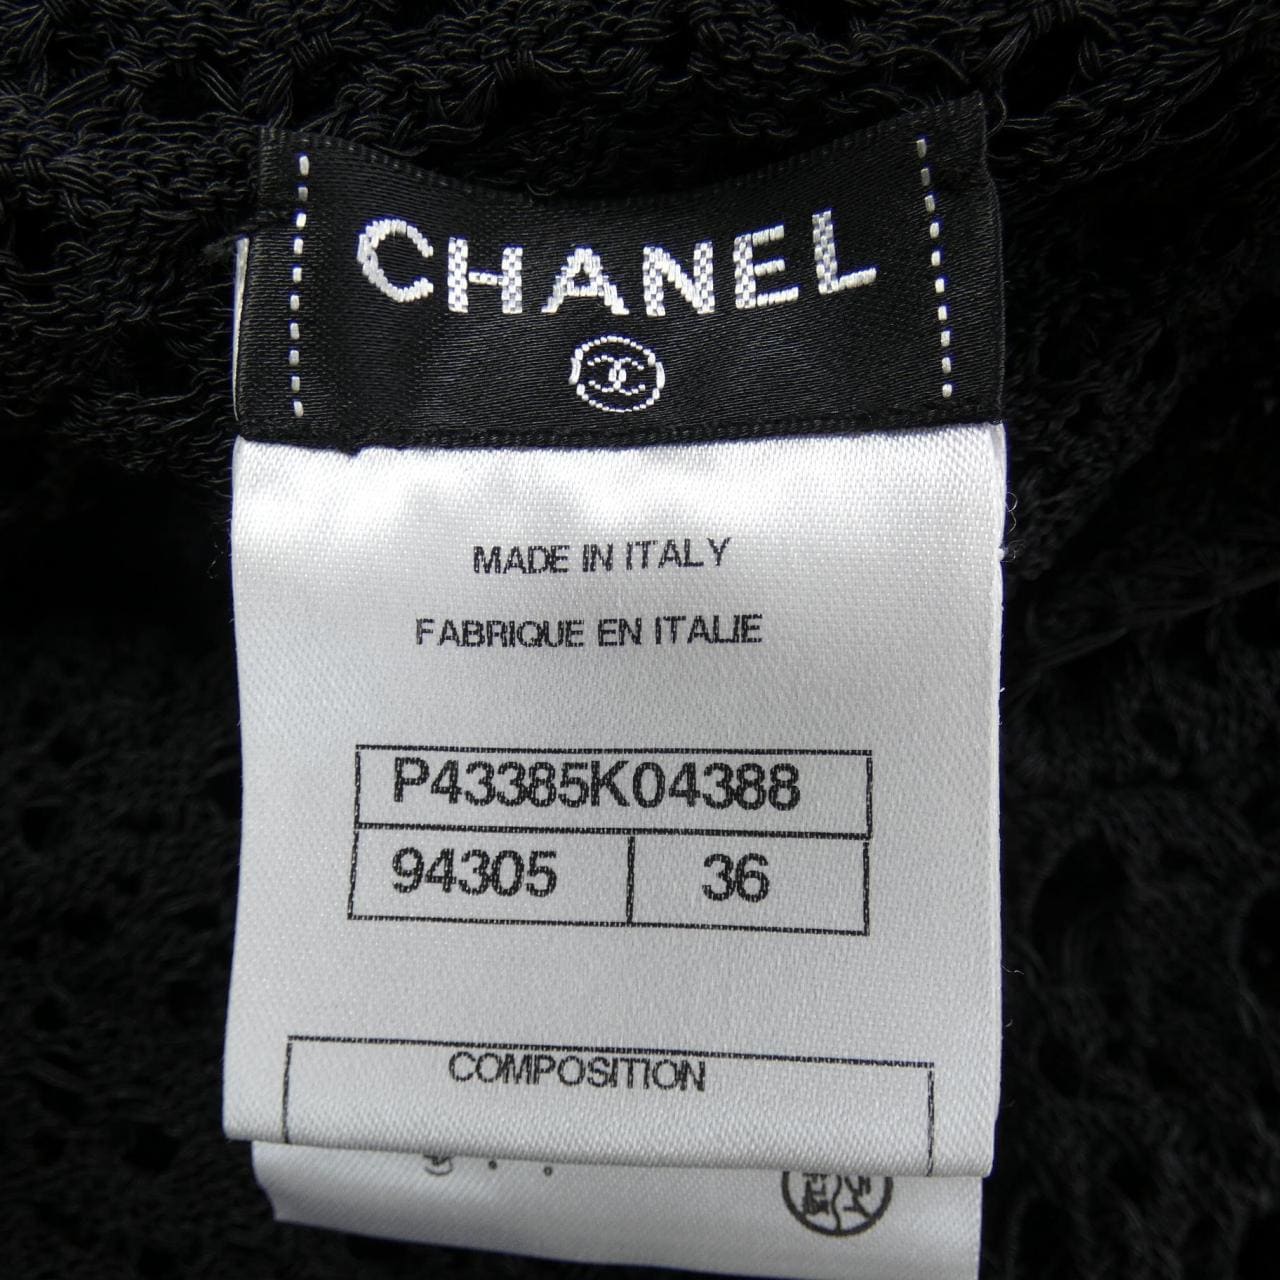 CHANEL
MADE IN ITALY
FABRIQUE EN ITALIE
P43385K04388
94305 36
COMPOSITION